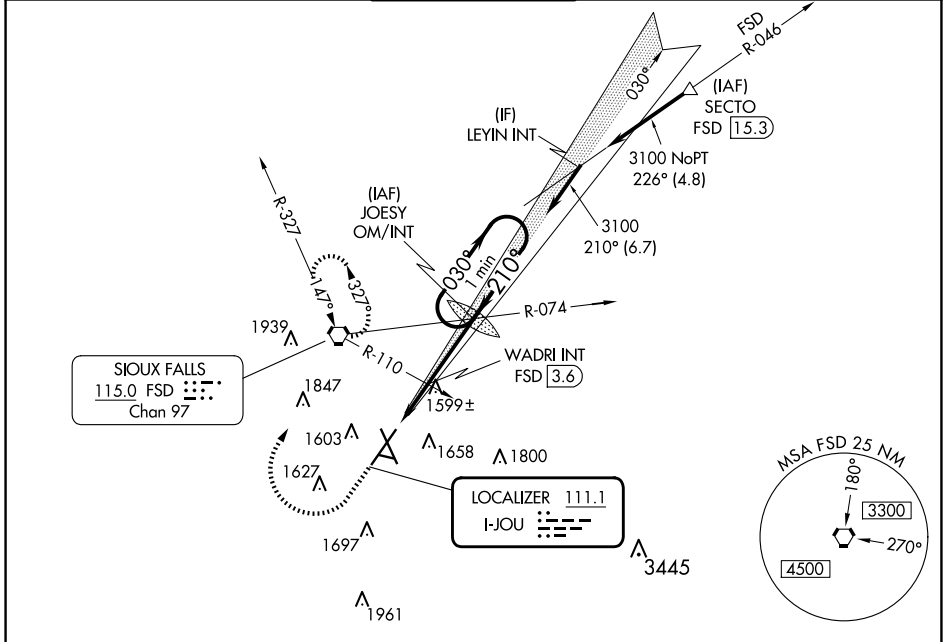 FSD
R-046
(IAF)
SECTO
FSD 15.3
030°
(IF)
LEYIN INT
3100 NoPT
226° (4.8)
3100
210° (6.7)
(IAF)
JOESY
OM/INT
R-327
147°
327°
030°
1 min
210°
R-074
R-110
1939
WADRI INT
FSD 3.6
SIOUX FALLS
115.0 FSD
Chan 97
1847
1599±
1603
1658
1800
1627
LOCALIZER 111.1
I-JOU
1697
3445
1961
MSA FSD 25 NM
180°
3300
270°
4500